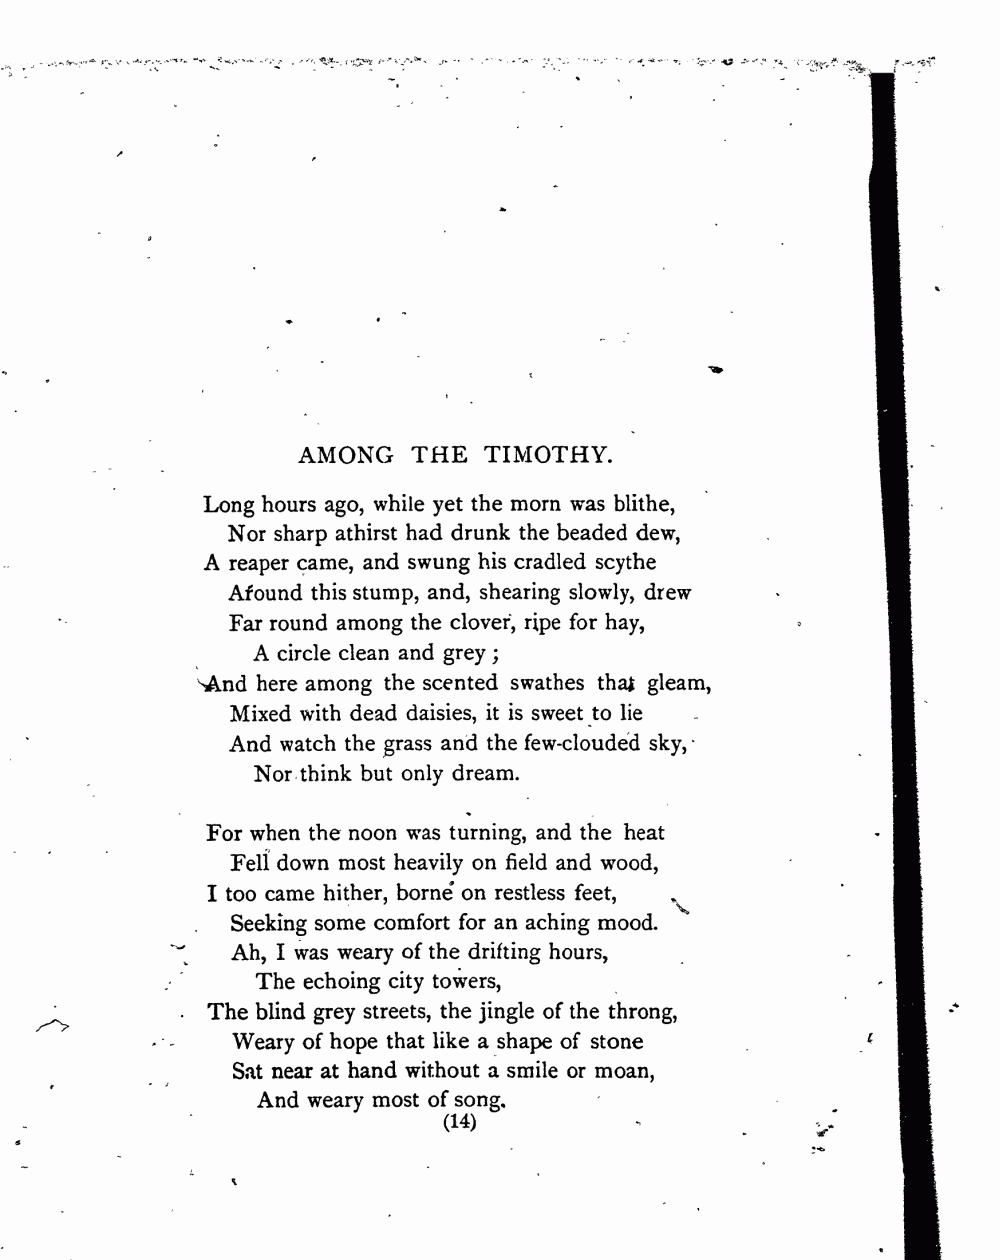 AMONG THE TIMOTHY.
Long hours ago, while yet the morn was blithe,
Nor sharp athirst had drunk the beaded dew,
A reaper came, and swung his cradled scythe
Around this stump, and, shearing slowly, drew
Far round among the clover, ripe for hay,
A circle clean and grey ;
And here among the scented swathes that gleam,
Mixed with dead daisies, it is sweet to lie
And watch the grass and the few-clouded sky,
Nor think but only dream.
For when the noon was turning, and the heat
Fell down most heavily on field and wood,
I too came hither, borne on restless feet,
Seeking some comfort for an aching mood.
Ah, I was weary of the drifting hours,
The echoing city towers,
The blind grey streets, the jingle of the throng,
Weary of hope that like a shape of stone
Sat near at hand without a smile or moan,
And weary most of song.
(14)